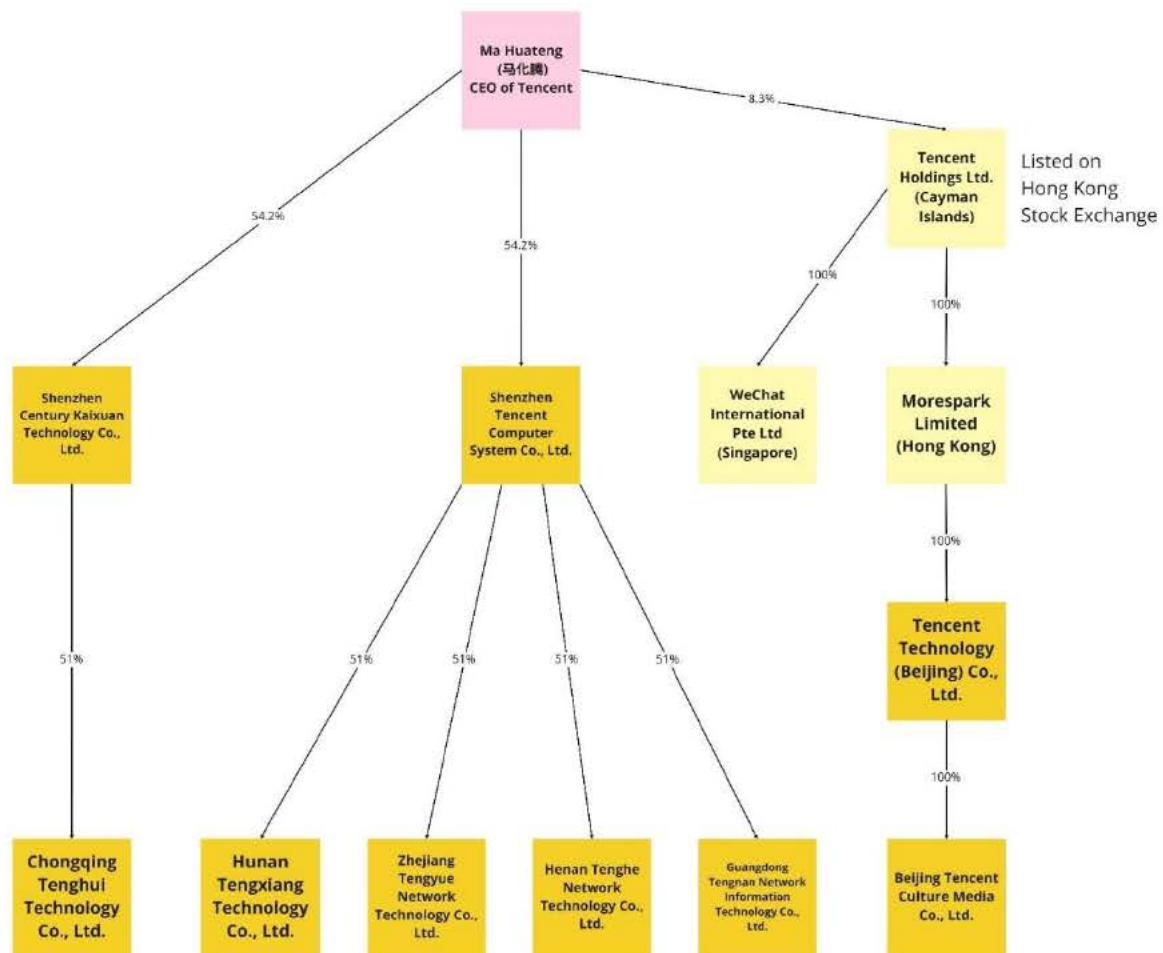 Ma Huateng
(马化腾)
CEO of Tencent
8.3%
Tencent
Holdings Ltd.
(Cayman
Islands)
Listed on
Hong Kong
Stock Exchange
54.2%
54.2%
100%
100%
Shenzhen
Century Kaixuan
Technology Co.,
Ltd.
Shenzhen
Tencent
Computer
System Co., Ltd.
WeChat
International
Pte Ltd
(Singapore)
Morespark
Limited
(Hong Kong)
100%
51%
51%
51%
51%
51%
Tencent
Technology
(Beijing) Co.,
Ltd.
100%
Chongqing
Tenghui
Technology
Co., Ltd.
Hunan
Tengxiang
Technology
Co., Ltd.
Zhejiang
Tengyue
Network
Technology Co.,
Ltd.
Henan Tenghe
Network
Technology Co.,
Ltd.
Guangdong
Tengnan Network
Information
Technology Co.,
Ltd.
Beijing Tencent
Culture Media
Co., Ltd.